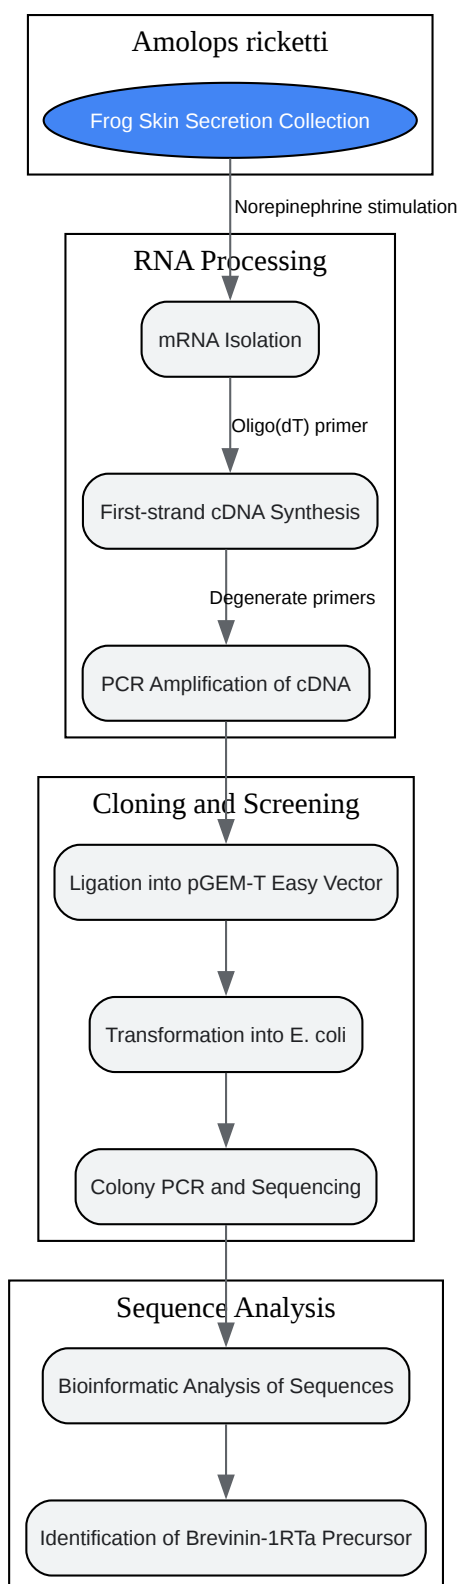 Amolops ricketti
Frog Skin Secretion Collection
Norepinephrine stimulation
RNA Processing
mRNA Isolation
Oligo(dT) primer
First-strand cDNA Synthesis
Degenerate primers
PCR Amplification of cDNA
Cloning and Screening
Ligation into pGEM-T Easy Vector
Transformation into E. coli
Colony PCR and Sequencing
Sequence Analysis
Bioinformatic Analysis of Sequences
Identification of Brevinin-1RTa Precursor